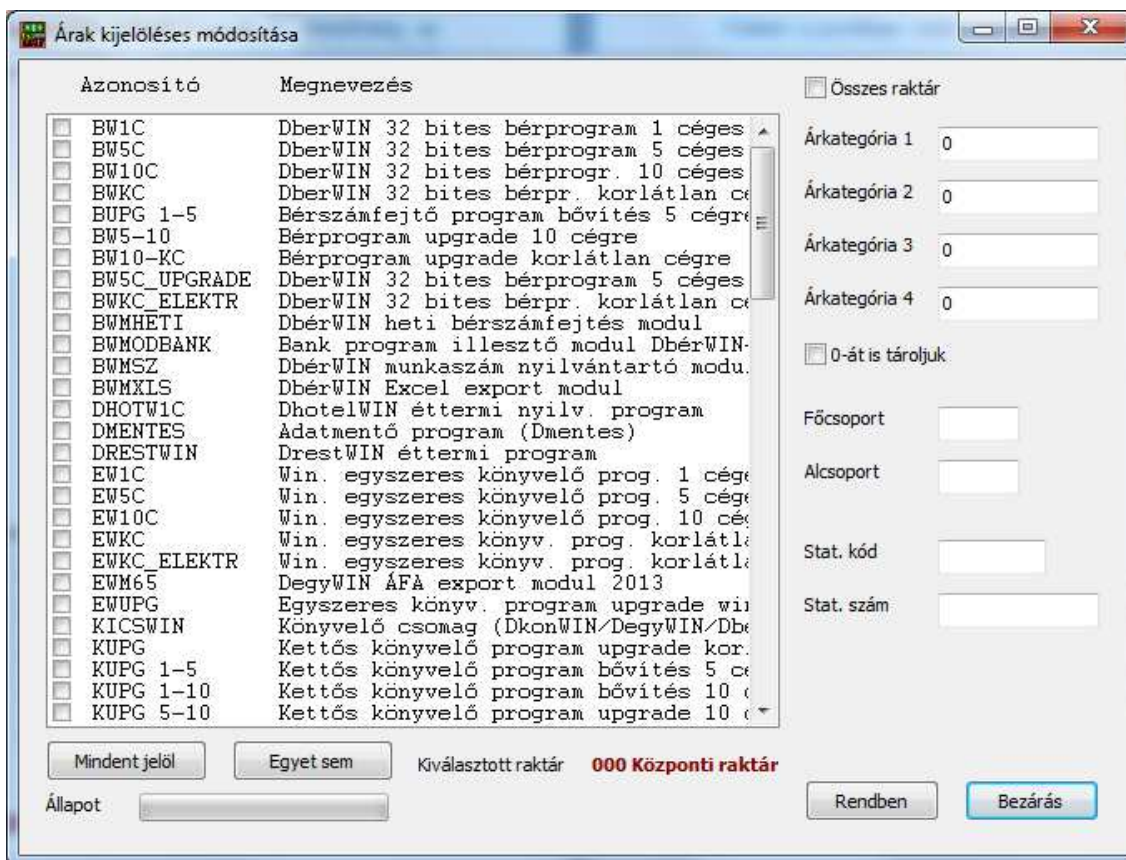 Árak kijelöléses módosítása
Azonosító Megnevezés
BW1C DberWIN 32 bites bérprogram 1 céges
BW5C DberWIN 32 bites bérprogram 5 céges
BW10C DberWIN 32 bites bérprogr. 10 céges
BWKC DberWIN 32 bites bérpr. korlátlan cé
BUPG 1-5 Bérszámfejtő program bővítés 5 cégre
BW5-10 Bérprogram upgrade 10 cégre
BW10-KC Bérprogram upgrade korlátlan cégre
BW5C_UPGRADE DberWIN 32 bites bérprogram 5 céges
BWKC_ELEKTR DberWIN 32 bites bérpr. korlátlan cé
BWMHETI DbérWIN heti bérszámfejtés modul
BWMODBANK Bank program illesztő modul DbérWIN-
BWMSZ DbérWIN munkaszám nyilvántartó modu
BWMXLS DbérWIN Excel export modul
DHOTW1C DhotelWIN éttermi nyilv. program
DMENTES Adatmentő program (Dmentes)
DRESTWIN DrestWIN éttermi program
EW1C Win. egyszeres könyvelő prog. 1 cége
EW5C Win. egyszeres könyvelő prog. 5 cége
EW10C Win. egyszeres könyvelő prog. 10 cég
EWKC Win. egyszeres könyv. prog. korlátla
EWKC_ELEKTR Win. egyszeres könyv. prog. korlátla
EWM65 DegyWIN ÁFA export modul 2013
EWUPG Egyszeres könyv. program upgrade win
KICSWIN Könyvelő csomag (DkonWIN/DegyWIN/Dbé
KUPG Kettős könyvelő program upgrade kor
KUPG 1-5 Kettős könyvelő program bővítés 5 cé
KUPG 1-10 Kettős könyvelő program bővítés 10
KUPG 5-10 Kettős könyvelő program upgrade 10
Összes raktár
Árkategória 1 0
Árkategória 2 0
Árkategória 3 0
Árkategória 4 0
0-át is tároljuk
Főcsoport
Alcsoport
Stat. kód
Stat. szám
Mindent jelöl Egyet sem Kiválasztott raktár 000 Központi raktár
Állapot
Rendben Bezárás